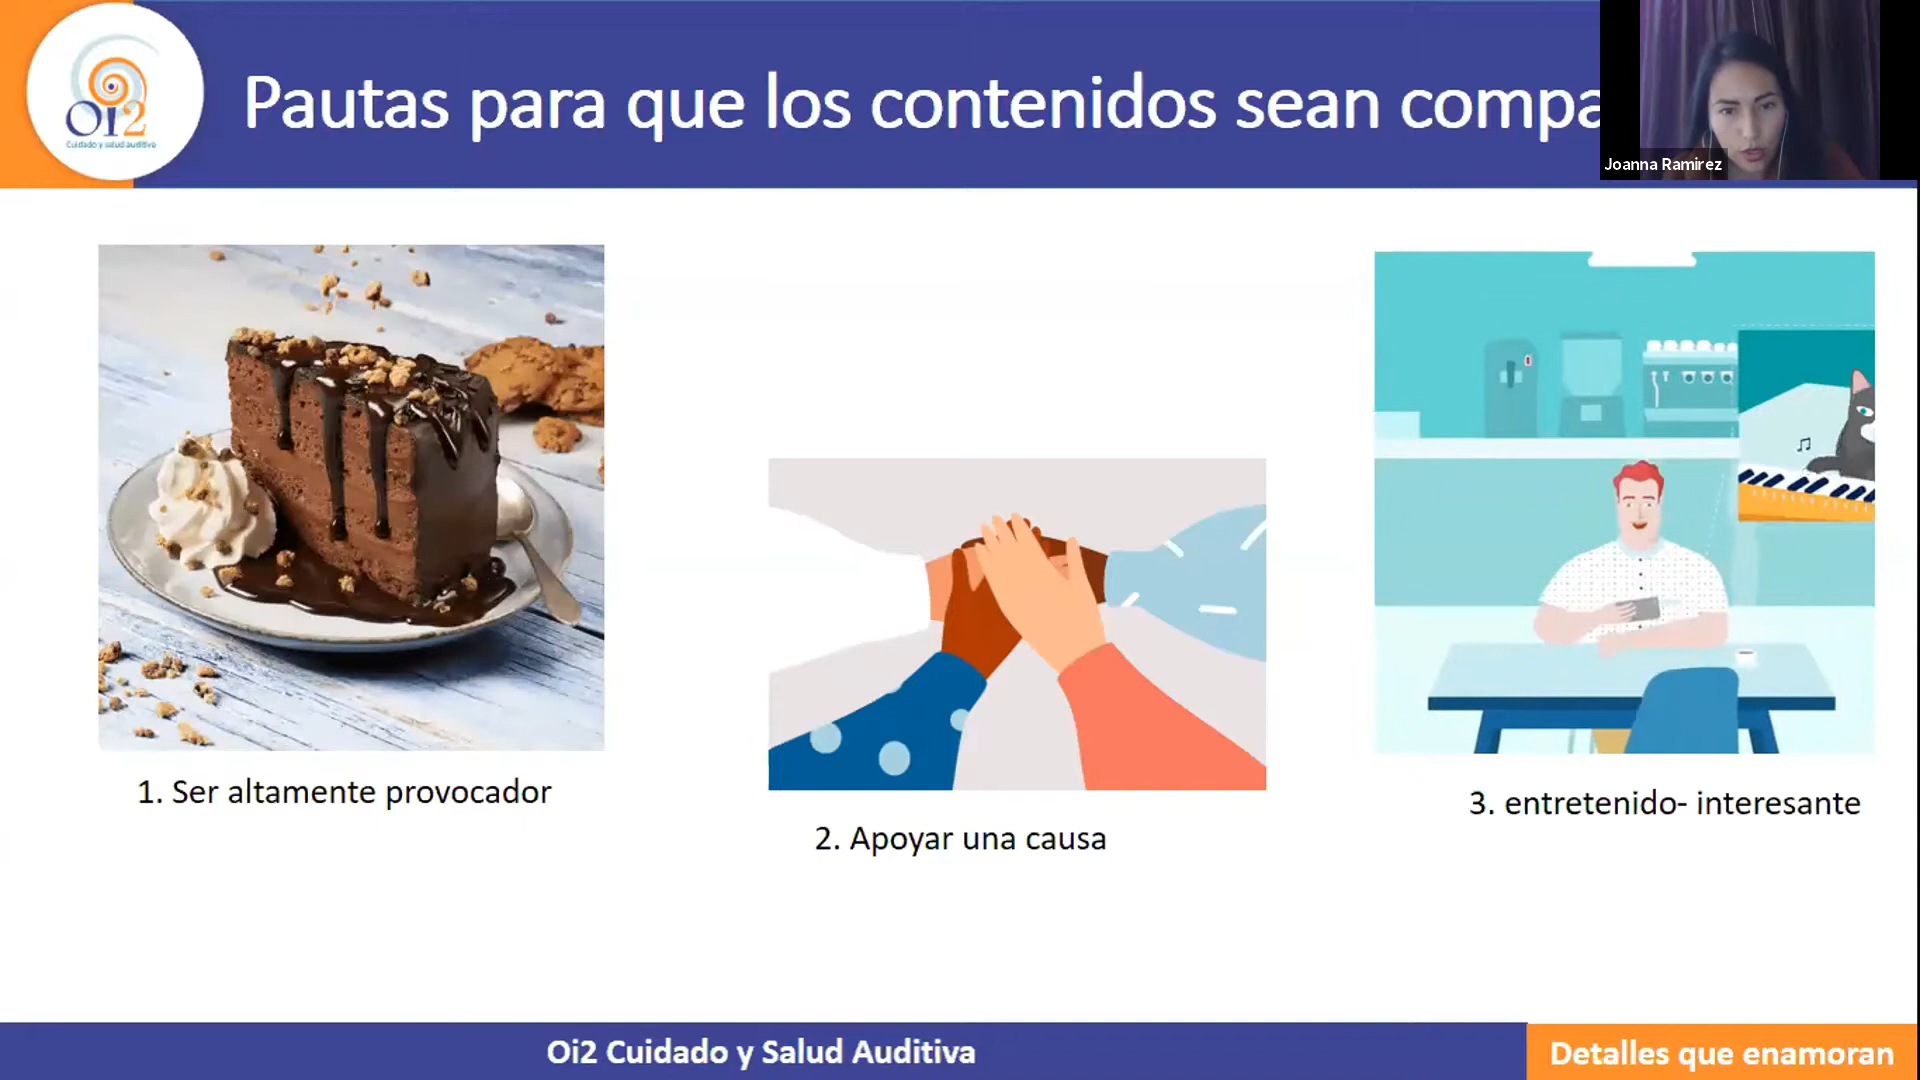 Oi2
Cuidado y salud auditiva
Pautas para que los contenidos sean compa
Joanna Ramirez
1. Ser altamente provocador
2. Apoyar una causa
3. entretenido- interesante
Oi2 Cuidado y Salud Auditiva
Detalles que enamoran